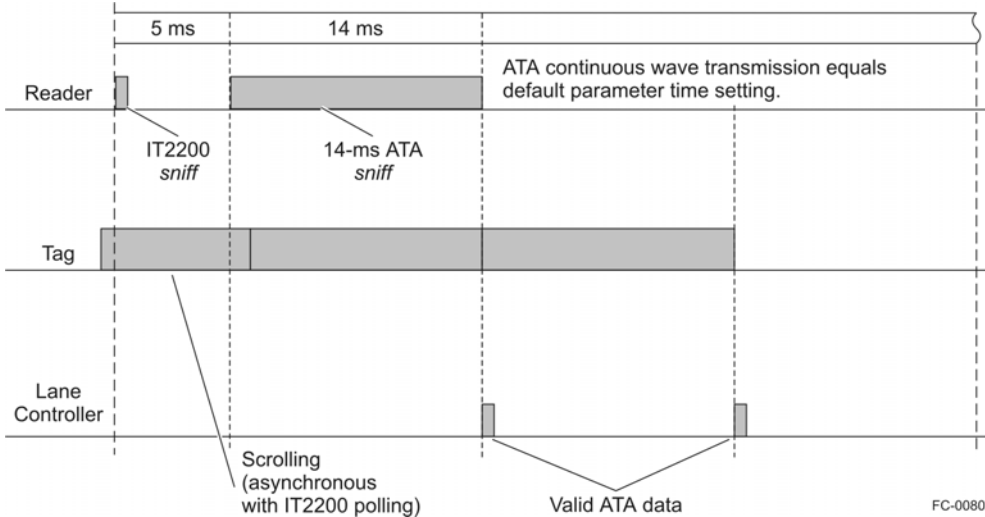 5 ms
14 ms
ATA continuous wave transmission equals
default parameter time setting.
Reader
IT2200
sniff
14-ms ATA
sniff
Tag
Lane
Controller
Scrolling
(asynchronous
with IT2200 polling)
Valid ATA data
FC-0080